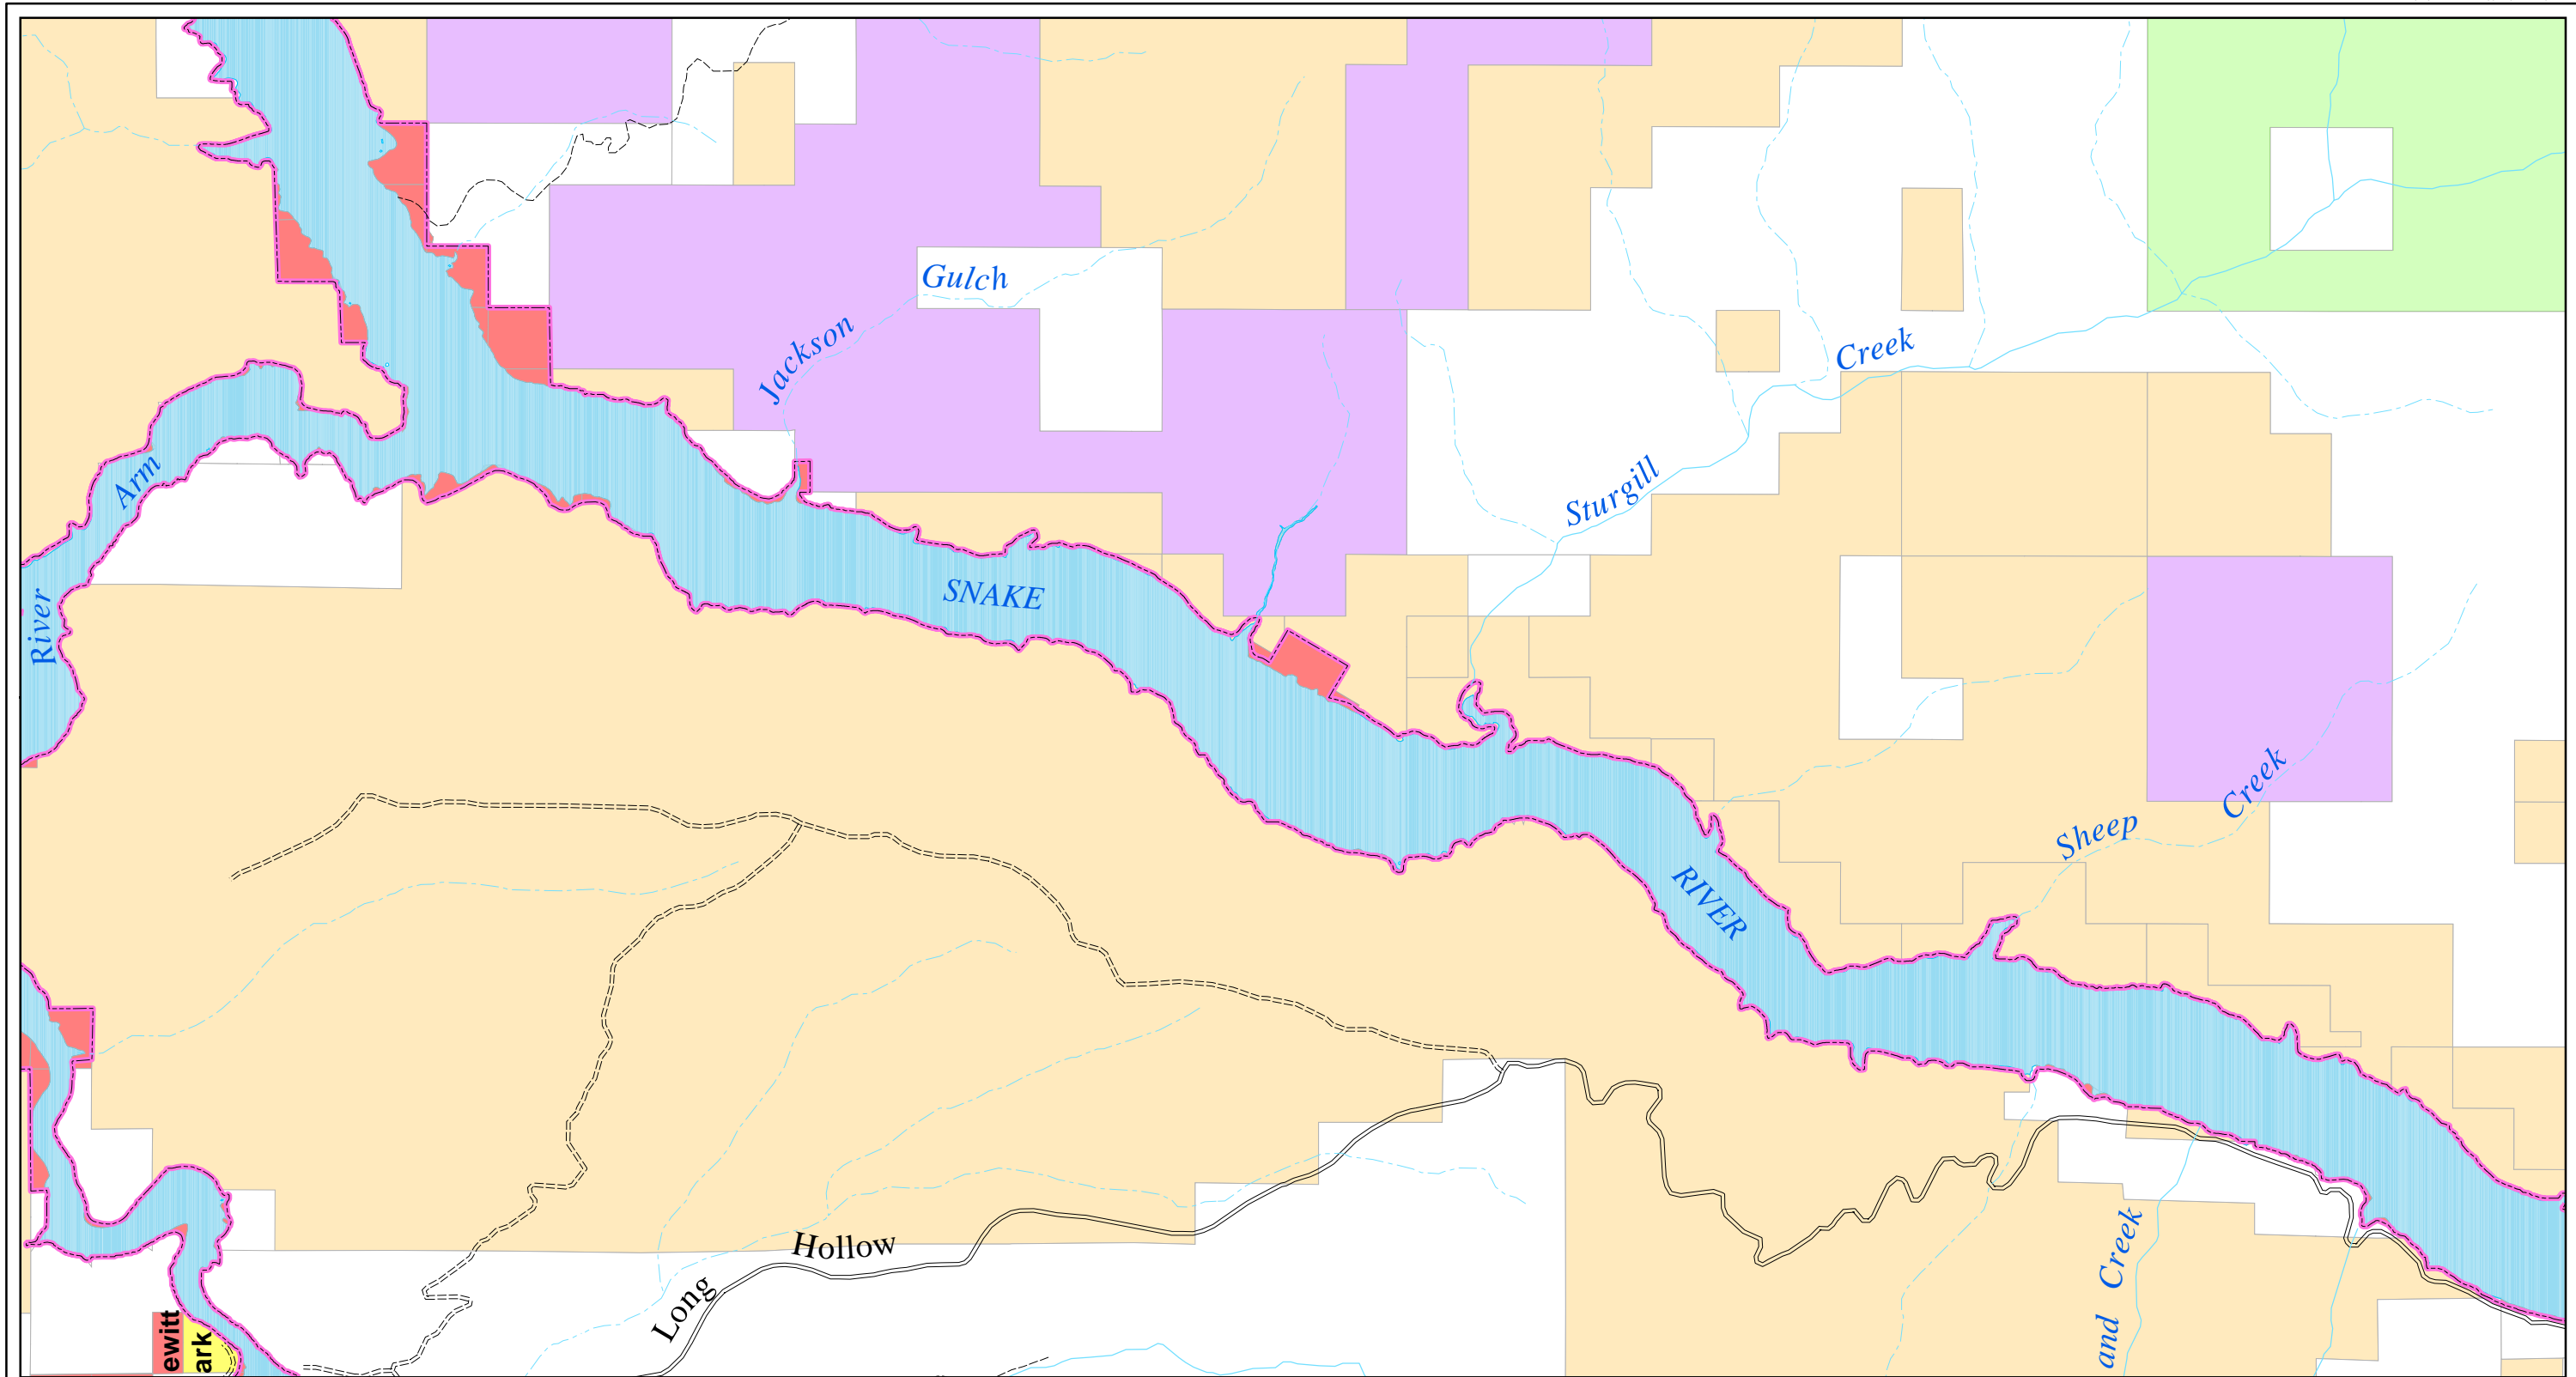 Gulch
Jackson
Creek
Sturgill
Arm
River
SNAKE
RIVER
Creek
Sheep
Hollow
Long
Creek
and
ewitt
ark